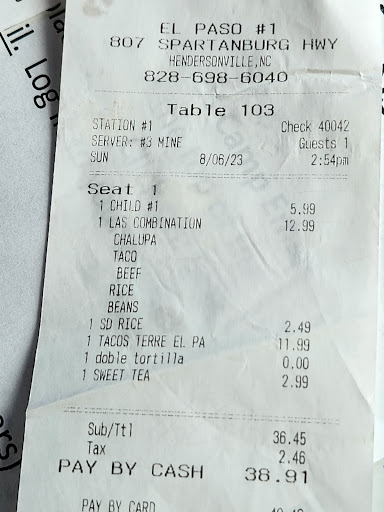 EL PASO #1
807 SPARTANBURG HWY
HENDERSONVILLE,NC
828-698-6040
Table 103
STATION #1 Check 40042
SERVER: #3 MINE Guests 1
SUN 8/06/23 2:54pm
Seat 1
1 CHILD #1 5.99
1 LAS COMBINATION 12.99
CHALUPA
TACO
BEEF
RICE
BEANS
1 SD RICE 2.49
1 TACOS TERRE EL PA 11.99
1 doble tortilla 0.00
1 SWEET TEA 2.99
Sub/Ttl 36.45
Tax 2.46
PAY BY CASH 38.91
PAY BY CARD